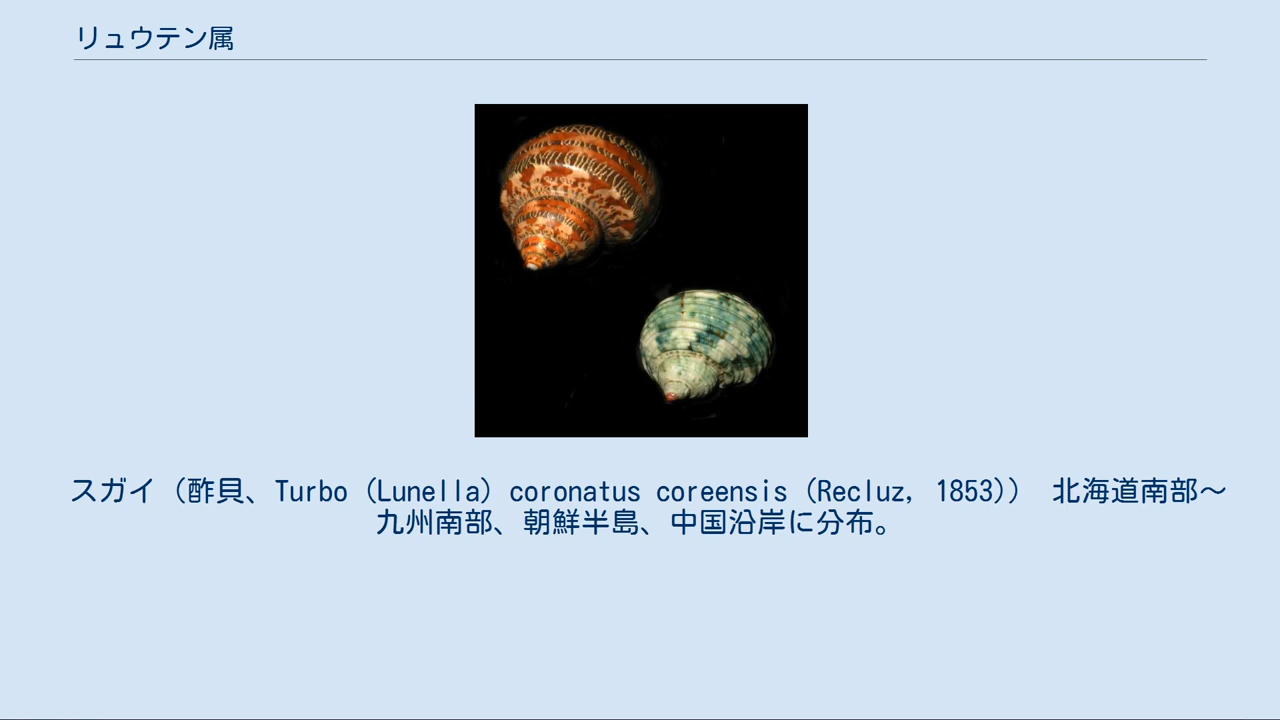 リュウテン属
スガイ（酢貝、Turbo (Lunella) coronatus coreensis (Recluz, 1853)） 北海道南部～
九州南部、朝鮮半島、中国沿岸に分布。